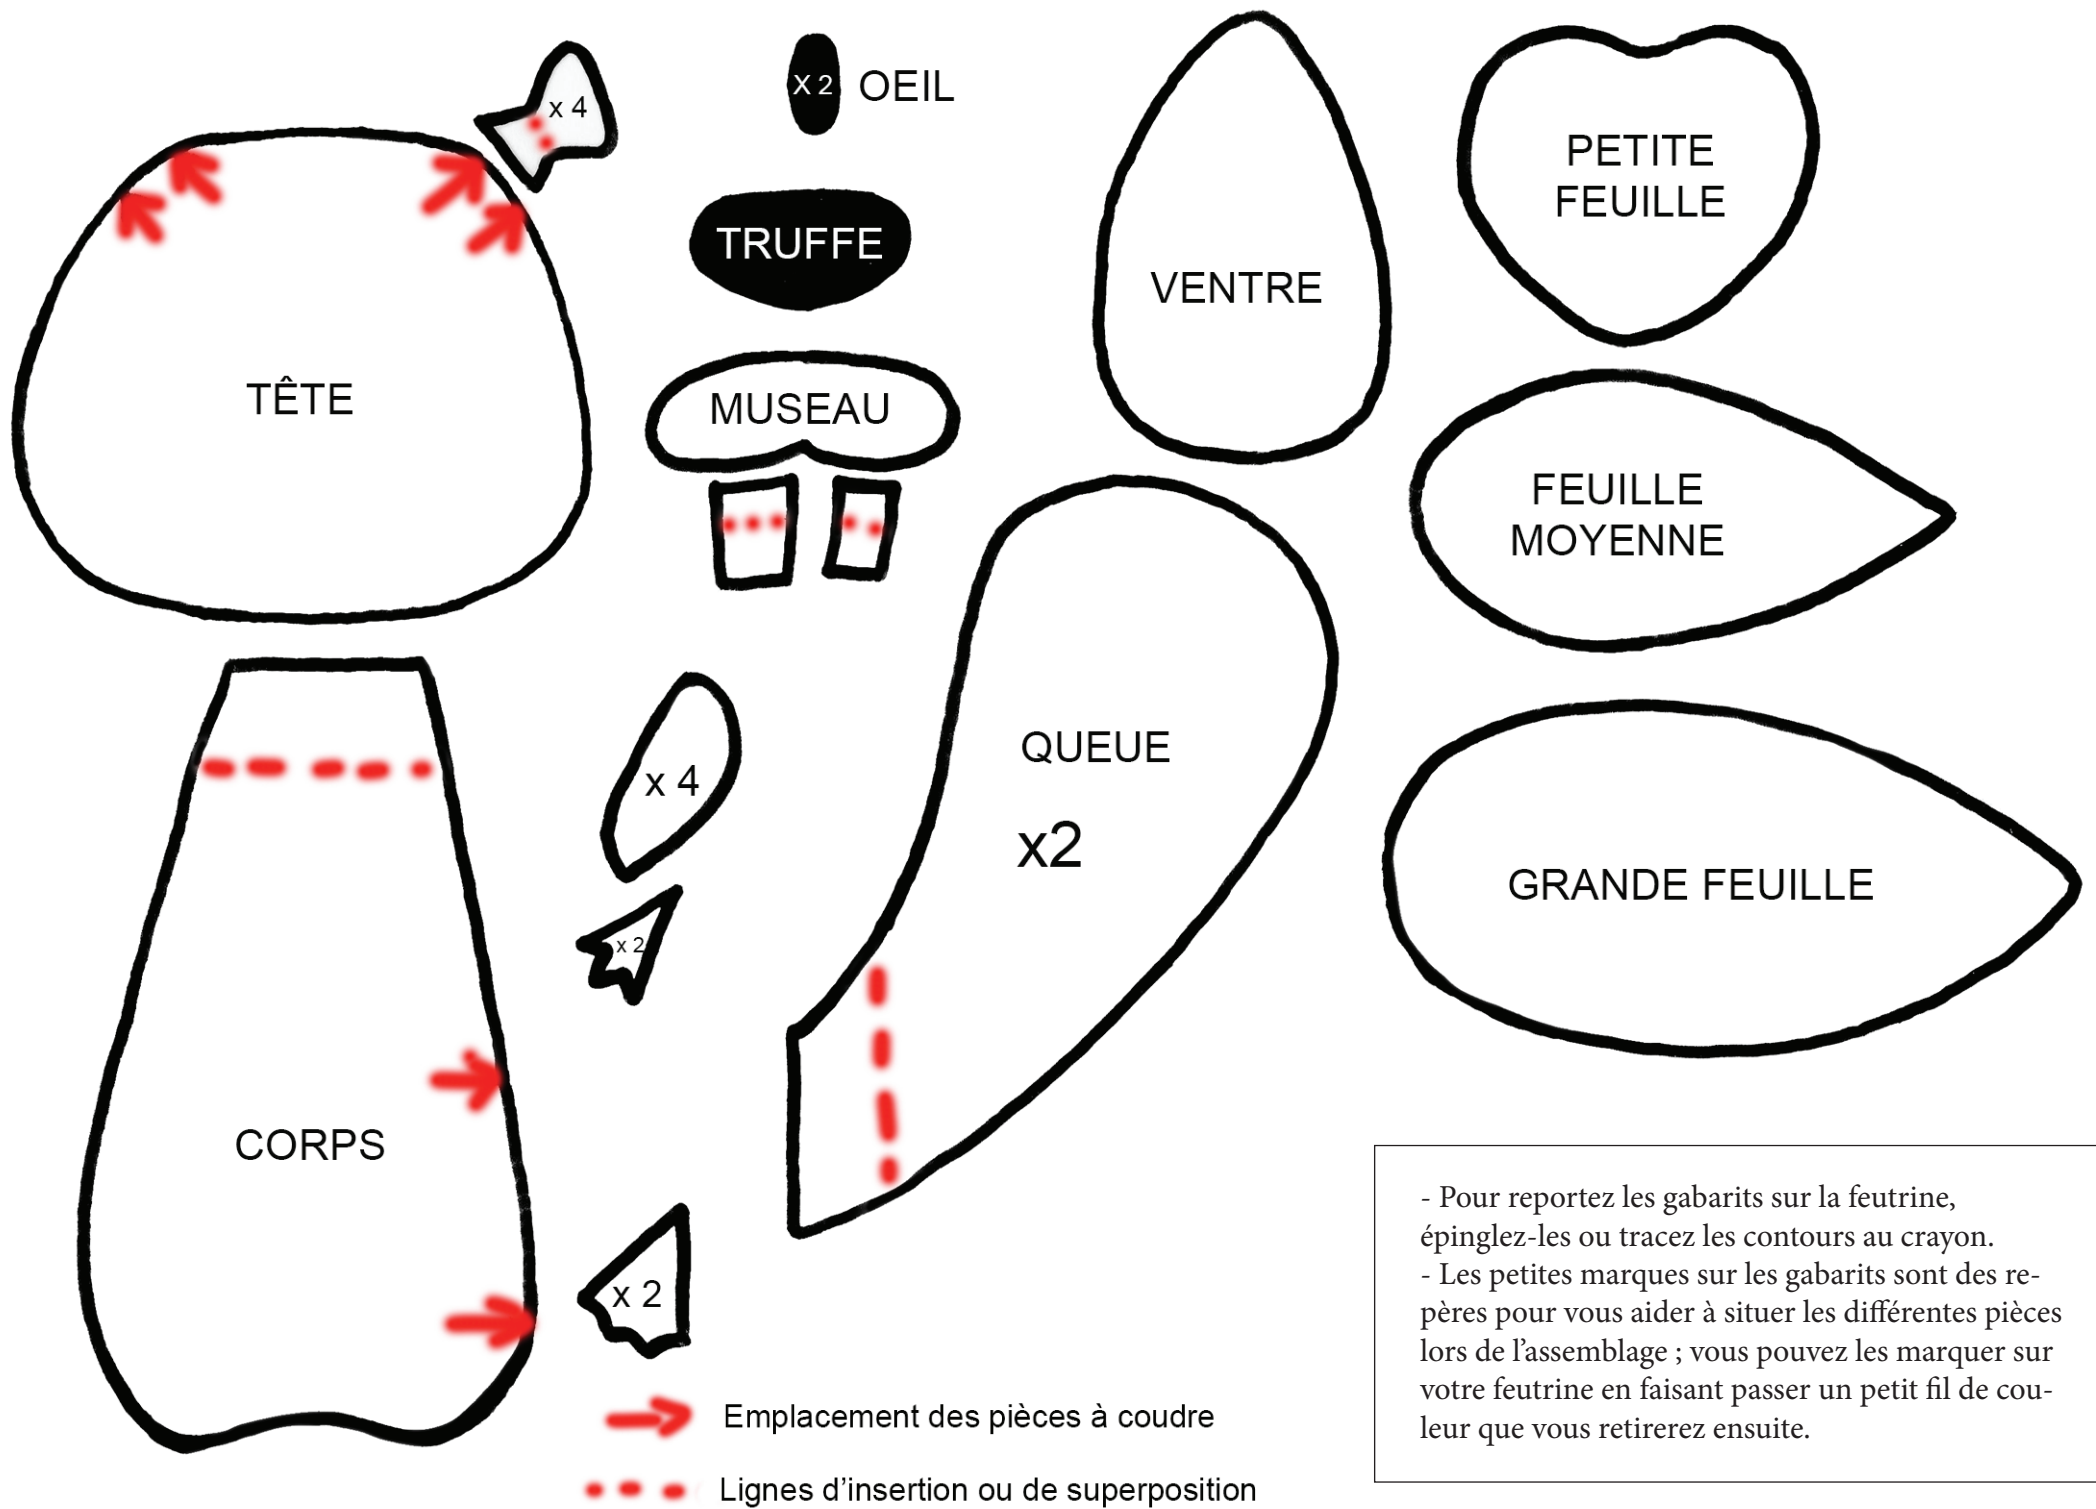 x 4
X 2
OEIL
TRUFFE
TÊTE
MUSEAU
VENTRE
PETITE
FEUILLE
FEUILLE
MOYENNE
GRANDE FEUILLE
QUEUE
x2
x 4
x 2
CORPS
x 2
Emplacement des pièces à coudre
Lignes d’insertion ou de superposition
- Pour reportez les gabarits sur la feutrine,
épinglez-les ou tracez les contours au crayon.
- Les petites marques sur les gabarits sont des re-
pères pour vous aider à situer les différentes pièces
lors de l’assemblage ; vous pouvez les marquer sur
votre feutrine en faisant passer un petit fil de cou-
leur que vous retirerez ensuite.